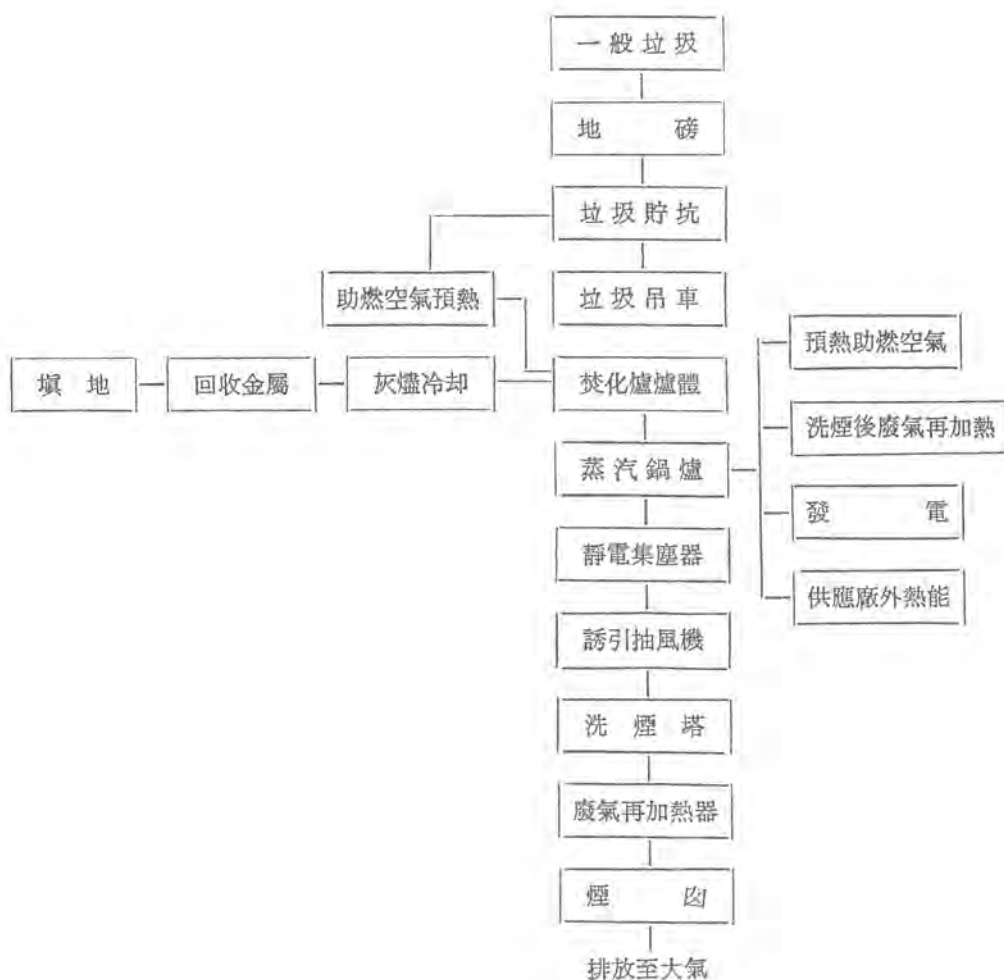 一般垃圾
地磅
垃圾貯坑
助燃空氣預熱
垃圾吊車
預熱助燃空氣
填地
回收金屬
灰燼冷却
焚化爐爐體
洗煙後廢氣再加熱
蒸汽鍋爐
發電
靜電集塵器
供應廠外熱能
誘引抽風機
洗煙塔
廢氣再加熱器
煙囱
排放至大氣